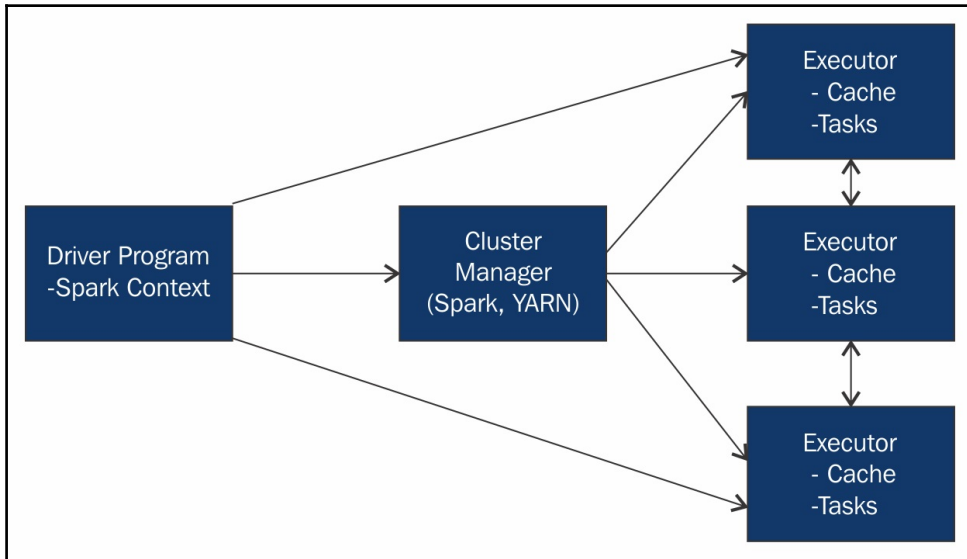 Driver Program
-Spark Context
Cluster
Manager
(Spark, YARN)
Executor
- Cache
-Tasks
Executor
- Cache
-Tasks
Executor
- Cache
-Tasks